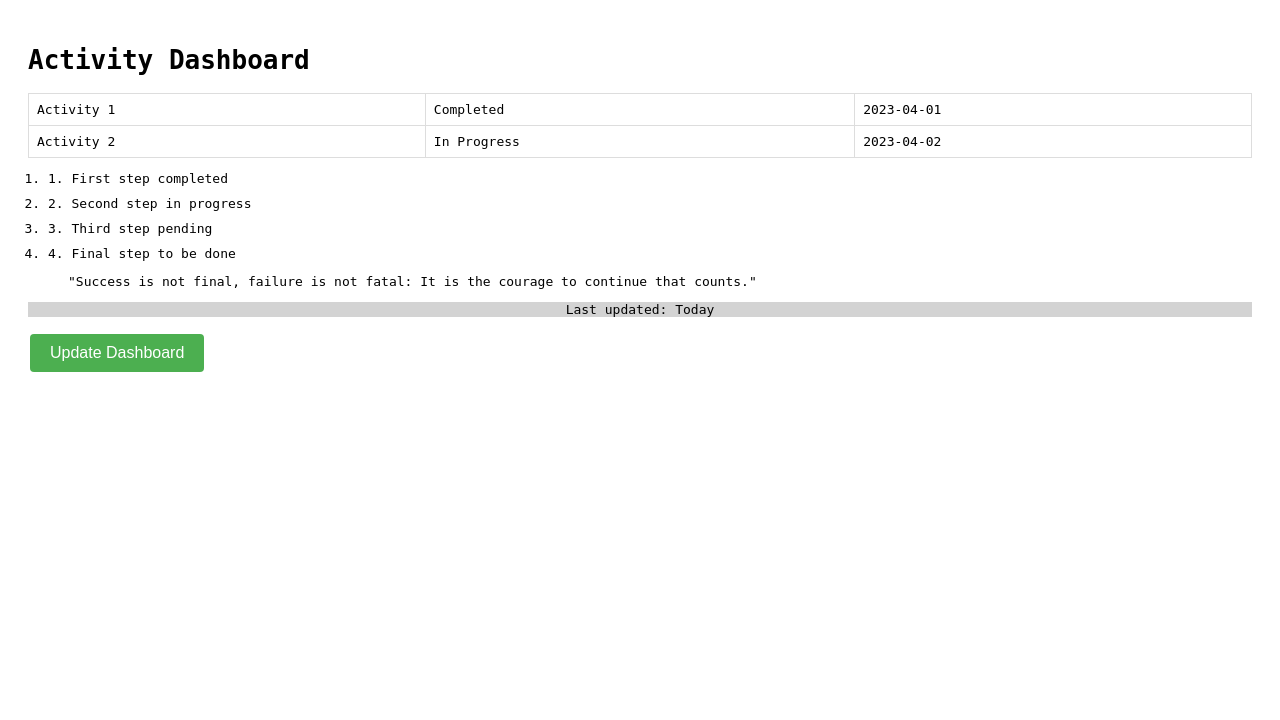 Activity Dashboard
Activity 1 Completed 2023-04-01
Activity 2 In Progress 2023-04-02
1. 1. First step completed
2. 2. Second step in progress
3. 3. Third step pending
4. 4. Final step to be done
"Success is not final, failure is not fatal: It is the courage to continue that counts."
Last updated: Today
Update Dashboard